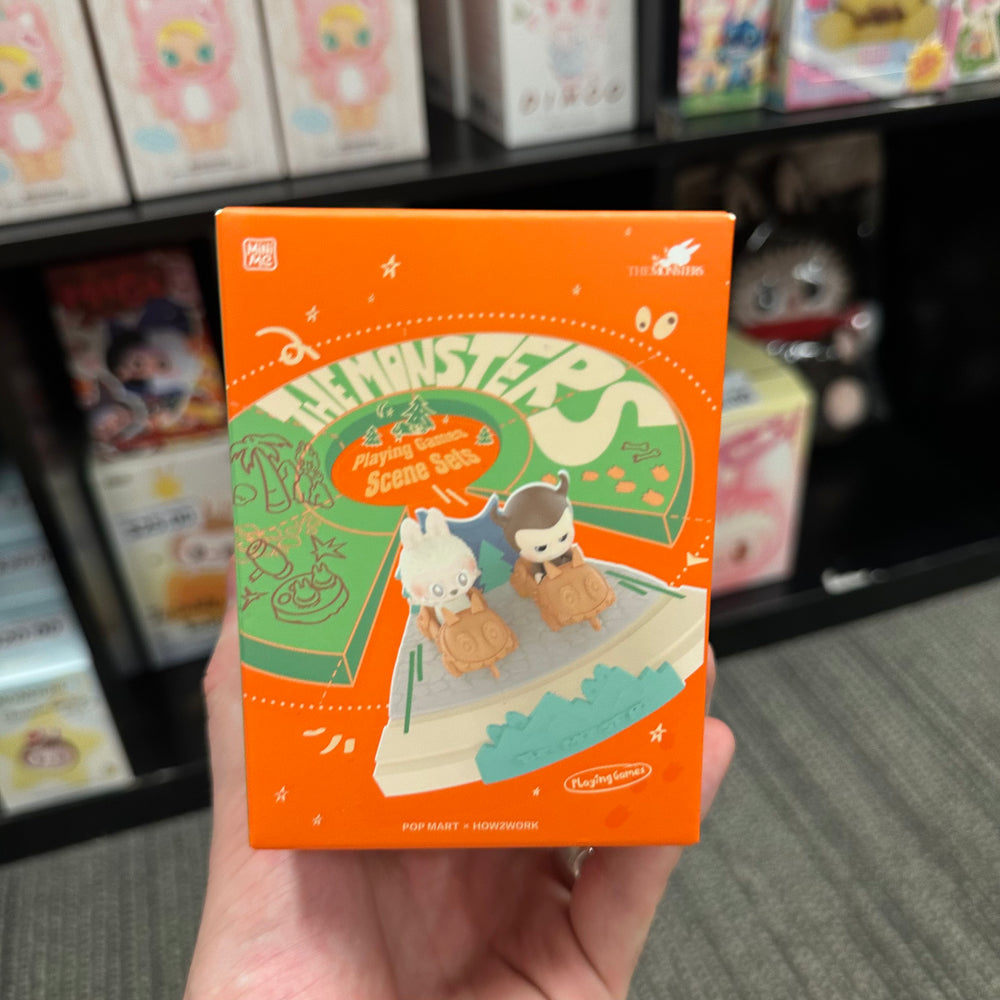 MiNi
MO
THE MONSTERS
THE MONSTERS
Playing Games
Scene Sets
Playing Games
POP MART × HOW2WORK